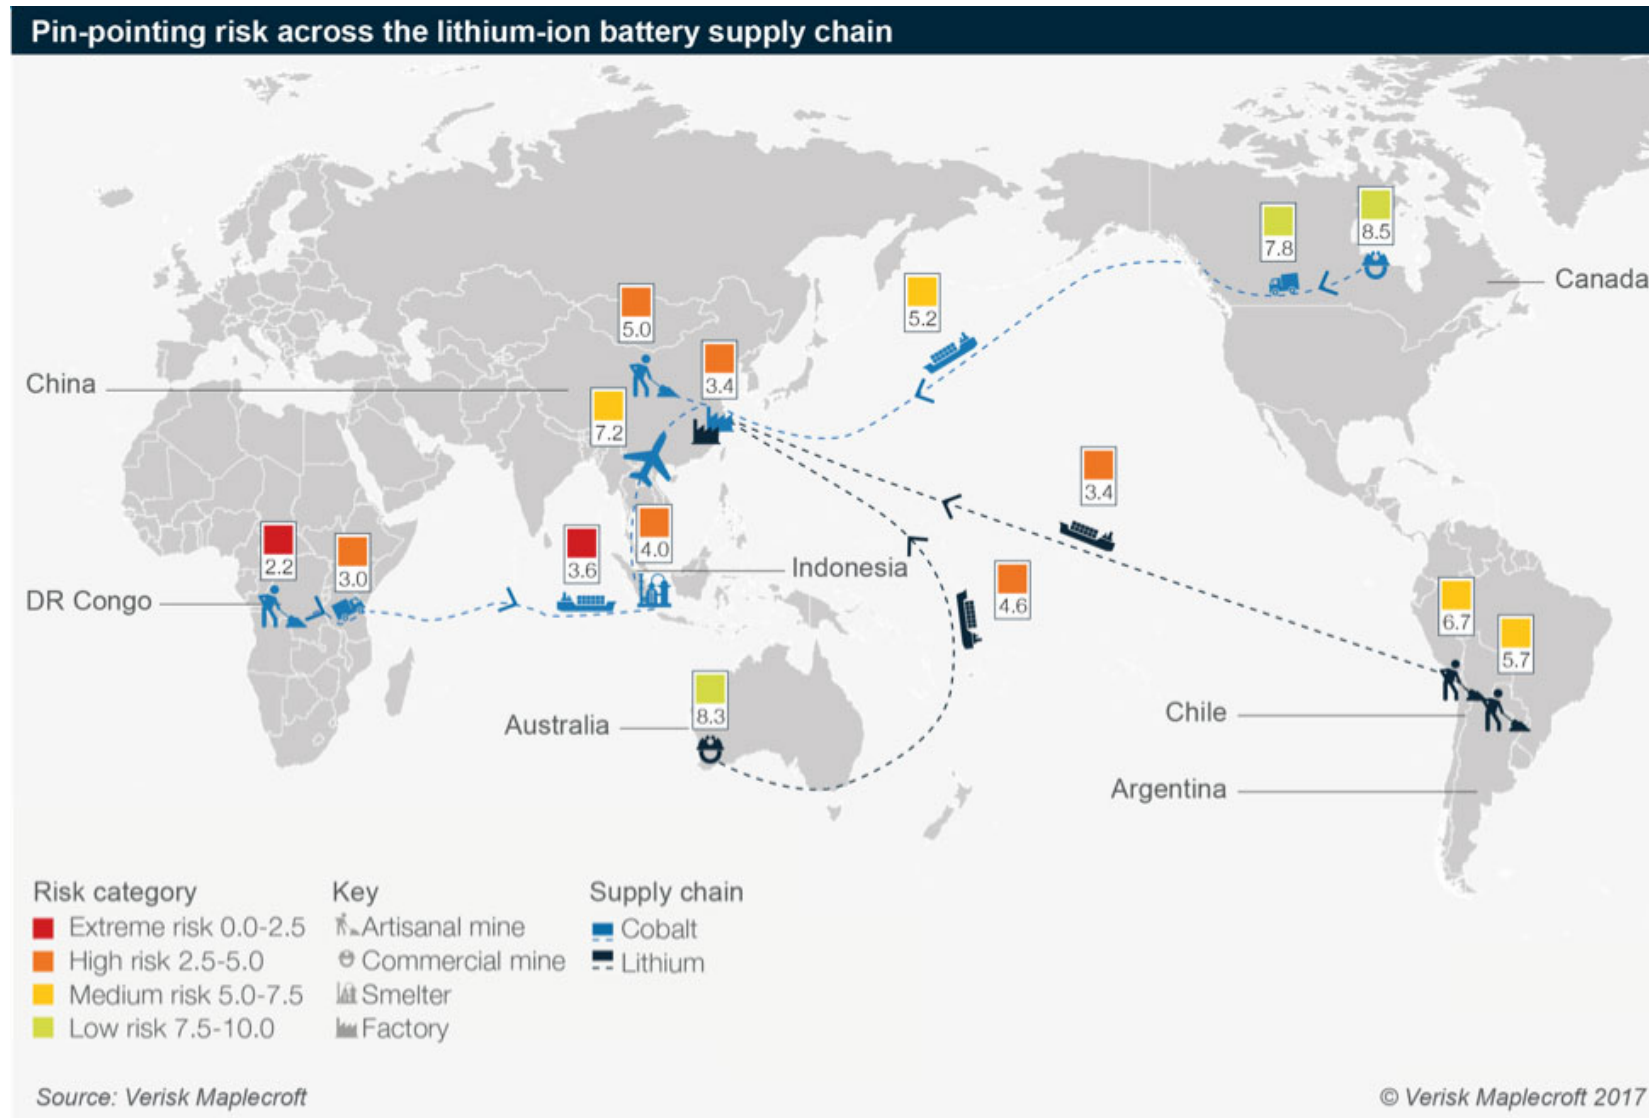 Pin-pointing risk across the lithium-ion battery supply chain
8.5
7.8
Canada
5.2
5.0
3.4
China
7.2
3.4
2.2
3.0
3.6
4.0
Indonesia
4.6
DR Congo
6.7
5.7
8.3
Australia
Chile
Argentina
Risk category
Extreme risk 0.0-2.5
High risk 2.5-5.0
Medium risk 5.0-7.5
Low risk 7.5-10.0
Key
Artisanal mine
Commercial mine
Smelter
Factory
Supply chain
Cobalt
Lithium
Source: Verisk Maplecroft
© Verisk Maplecroft 2017